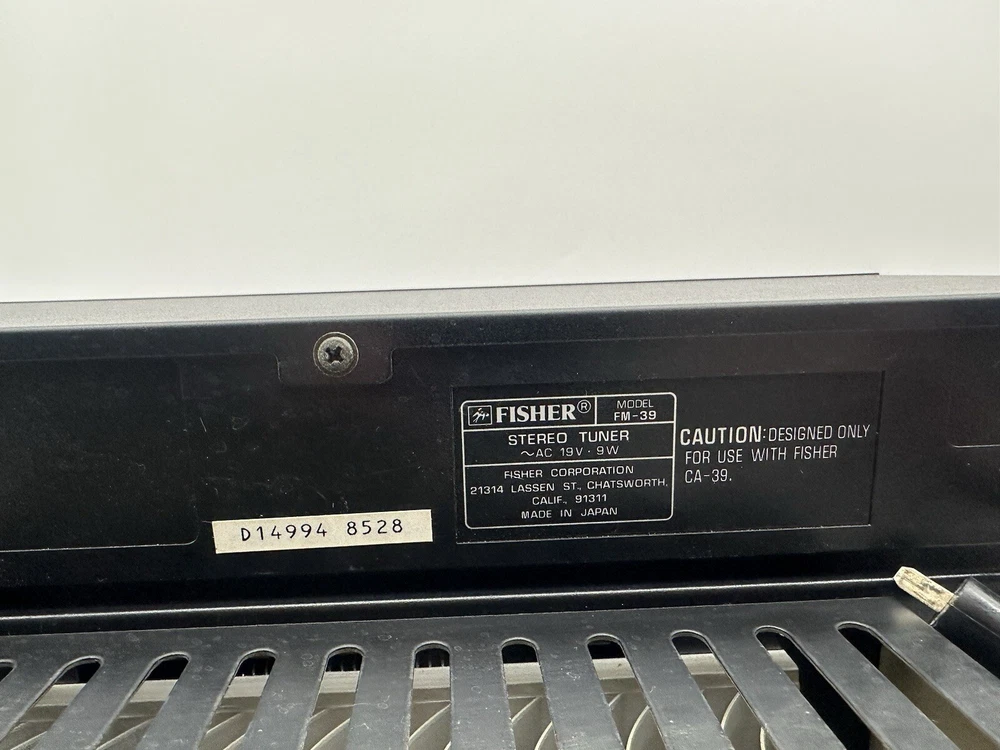 FISHER®
MODEL
FM-39
STEREO TUNER
~AC 19V · 9W
FISHER CORPORATION
21314 LASSEN ST., CHATSWORTH,
CALIF., 91311
MADE IN JAPAN
CAUTION: DESIGNED ONLY
FOR USE WITH FISHER
CA-39.
D14994 8528